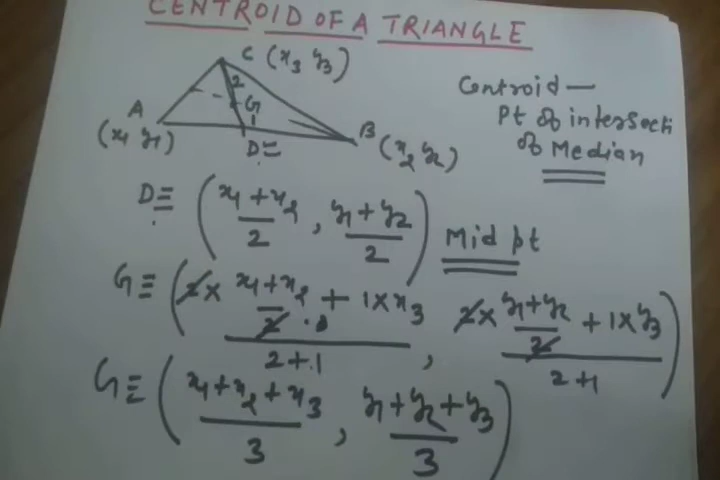 CENTROID OF A TRIANGLE
C (x₃ y₃)
2
G
1
A
(x₁ y₁)
D≡
B (x₂ y₂)
Centroid—
Pt of intersecti
of Median
D≡ (x₁+x₂/2, y₁+y₂/2) Mid pt
G≡ (2× x₁+x₂/2 + 1×x₃/2+1, 2× y₁+y₂/2 + 1×y₃/2+1)
G≡ (x₁+x₂+x₃/3, y₁+y₂+y₃/3)